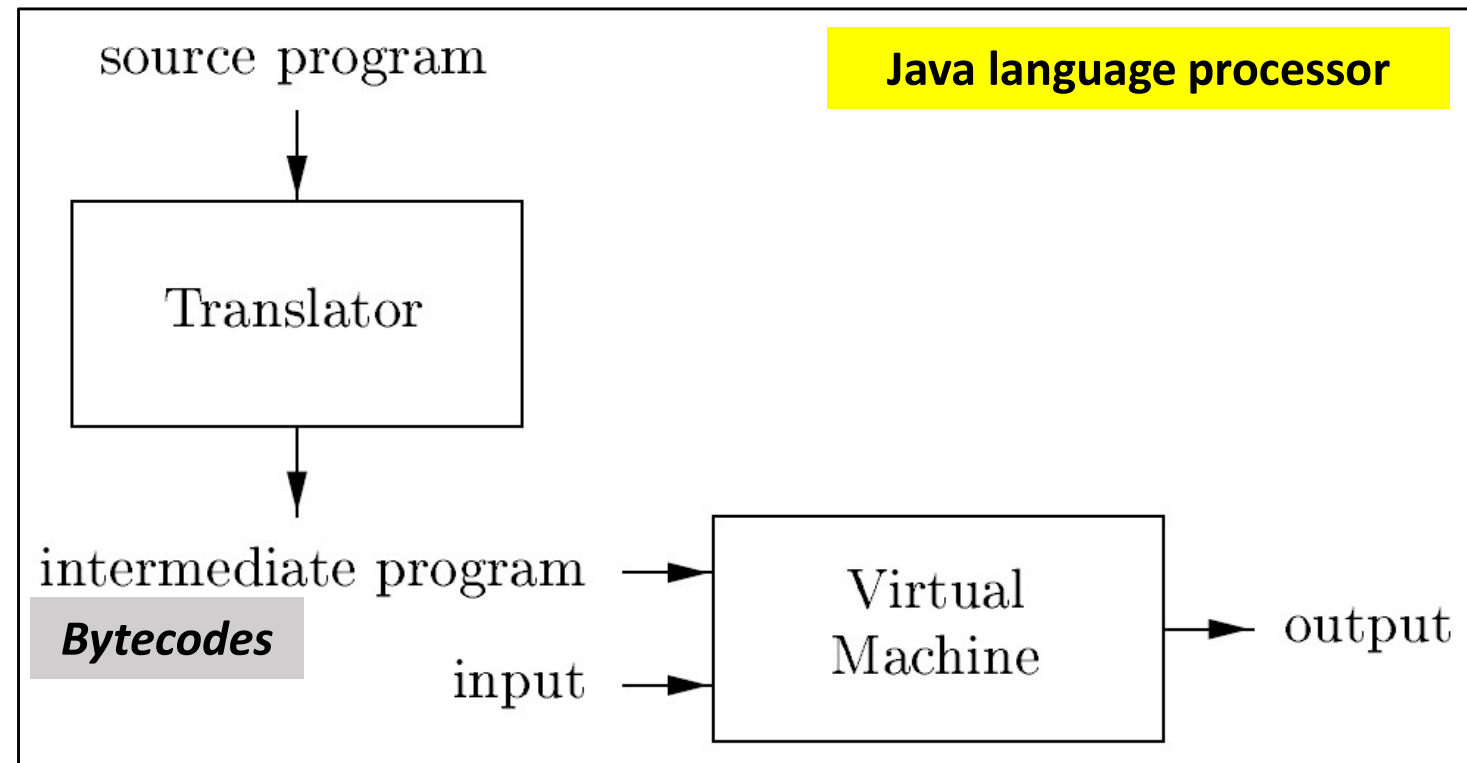 source program
Java language processor
Translator
intermediate program
Bytecodes
input
Virtual
Machine
output